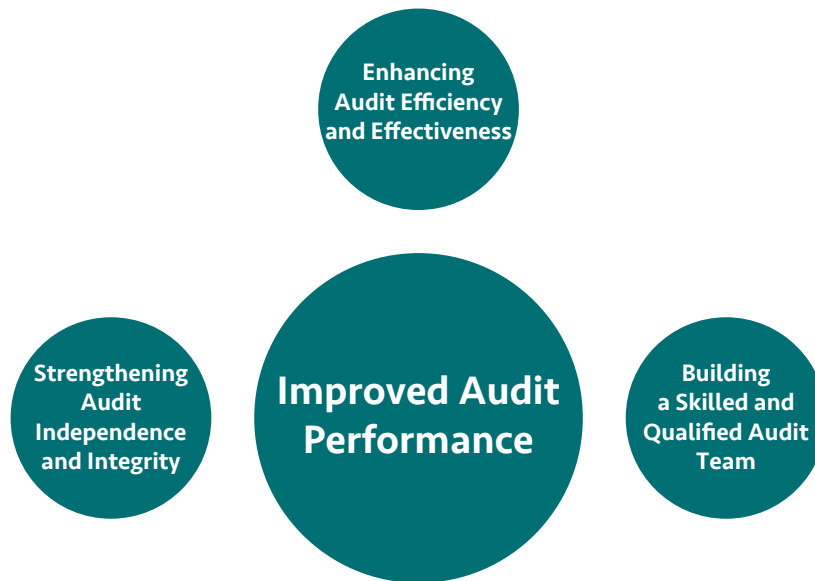 Enhancing
Audit Efficiency
and Effectiveness
Strengthening
Audit
Independence
and Integrity
Improved Audit
Performance
Building
a Skilled and
Qualified Audit
Team